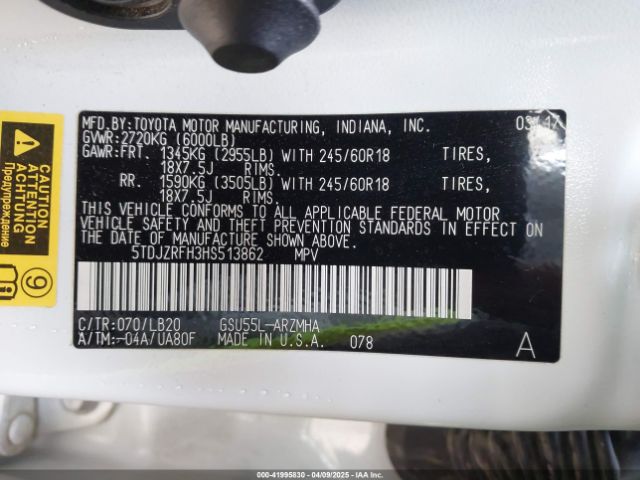 MFD.BY:TOYOTA MOTOR MANUFACTURING, INDIANA, INC. 03/17
GVWR:2720KG (6000LB)
GAWR:FRT. 1345KG (2955LB) WITH 245/60R18 TIRES,
18X7.5J RIMS.
RR. 1590KG (3505LB) WITH 245/60R18 TIRES,
18X7.5J RIMS.
THIS VEHICLE CONFORMS TO ALL APPLICABLE FEDERAL MOTOR
VEHICLE SAFETY AND THEFT PREVENTION STANDARDS IN EFFECT ON
THE DATE OF MANUFACTURE SHOWN ABOVE.
5TDJZRFH3HS513862 MPV
C/TR:070/LB20 GSU55L-ARZMHA
A/TM:-04A/UA80F MADE IN U.S.A. 078 A
CAUTION
ATTENTION
ACHTUNG
Предупреждение
9
000-41995830 - 04/09/2025 - IAA Inc.